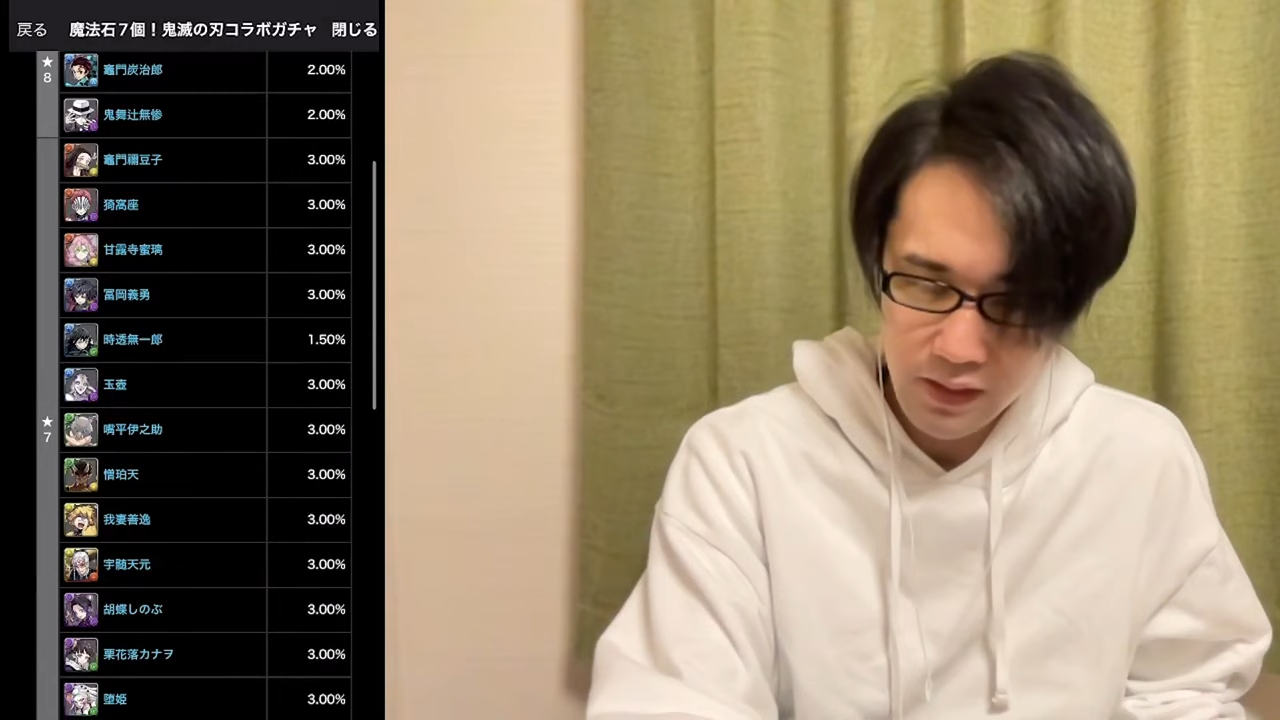 戻る 魔法石７個！鬼滅の刃コラボガチャ 閉じる
★8
竈門炭治郎 2.00%
鬼舞辻無惨 2.00%
竈門禰豆子 3.00%
猗窩座 3.00%
甘露寺蜜璃 3.00%
冨岡義勇 3.00%
時透無一郎 1.50%
玉壺 3.00%
★7
嘴平伊之助 3.00%
憎珀天 3.00%
我妻善逸 3.00%
宇髄天元 3.00%
胡蝶しのぶ 3.00%
栗花落カナヲ 3.00%
堕姫 3.00%